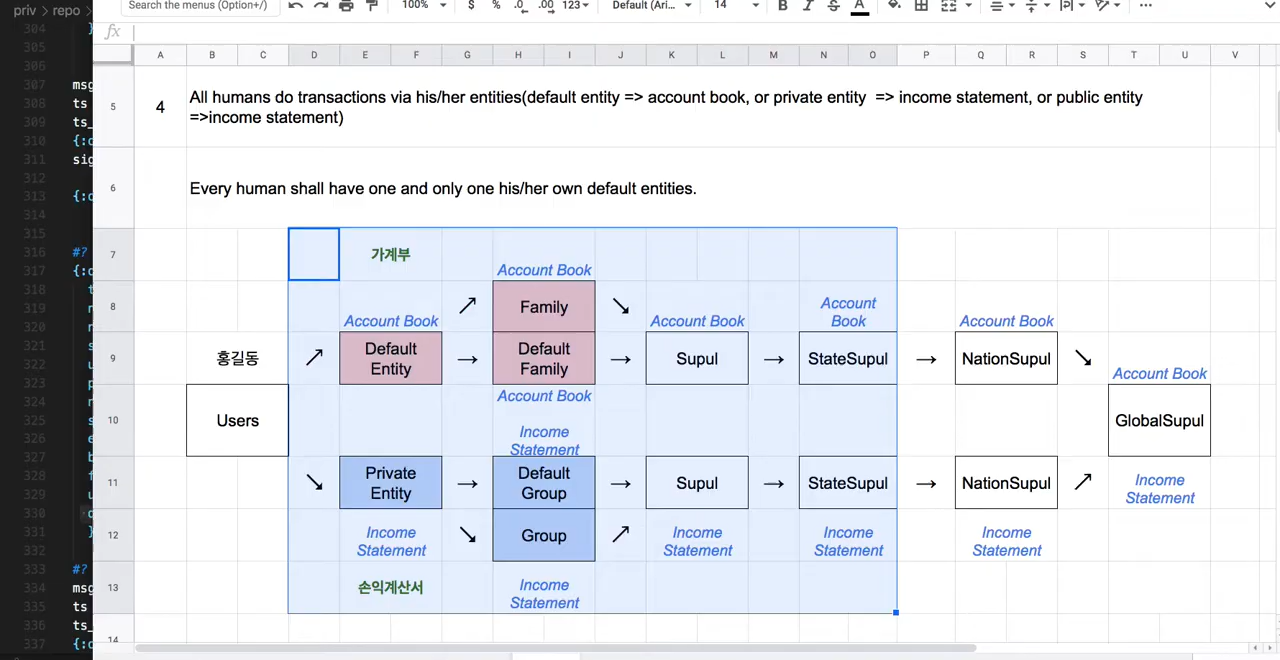 priv > repo >
Search the menus (Option+/)
100%
$ % .0 .00 123
Default (Ari...
14
B I S A
fx
A B C D E F G H I J K L M N O P Q R S T U V
304 }
305
306
307 msg
308 ts
309 ts_
310 {:c
311 sig
312
313 {:c
314
315
316 #?
317 {:c
318 t
319 r
320 n
321 s
322 u
323 p
324 r
325 s
326 e
327 b
328 f
329 u
330 c
331 }
332
333 #?
334 msg
335 ts
336 ts_
337 {:c
5
4
All humans do transactions via his/her entities(default entity => account book, or private entity => income statement, or public entity
=>income statement)
6
Every human shall have one and only one his/her own default entities.
7
가계부
Account Book
8
Account Book
↗
Family
↘
Account Book
Account
Book
Account Book
9
홍길동
↗
Default
Entity
→
Default
Family
→
Supul
→
StateSupul
→
NationSupul
↘
Account Book
10
Users
Account Book
Income
Statement
GlobalSupul
11
↘
Private
Entity
→
Default
Group
→
Supul
→
StateSupul
→
NationSupul
↗
Income
Statement
12
Income
Statement
↘
Group
↗
Income
Statement
Income
Statement
Income
Statement
13
손익계산서
Income
Statement
14